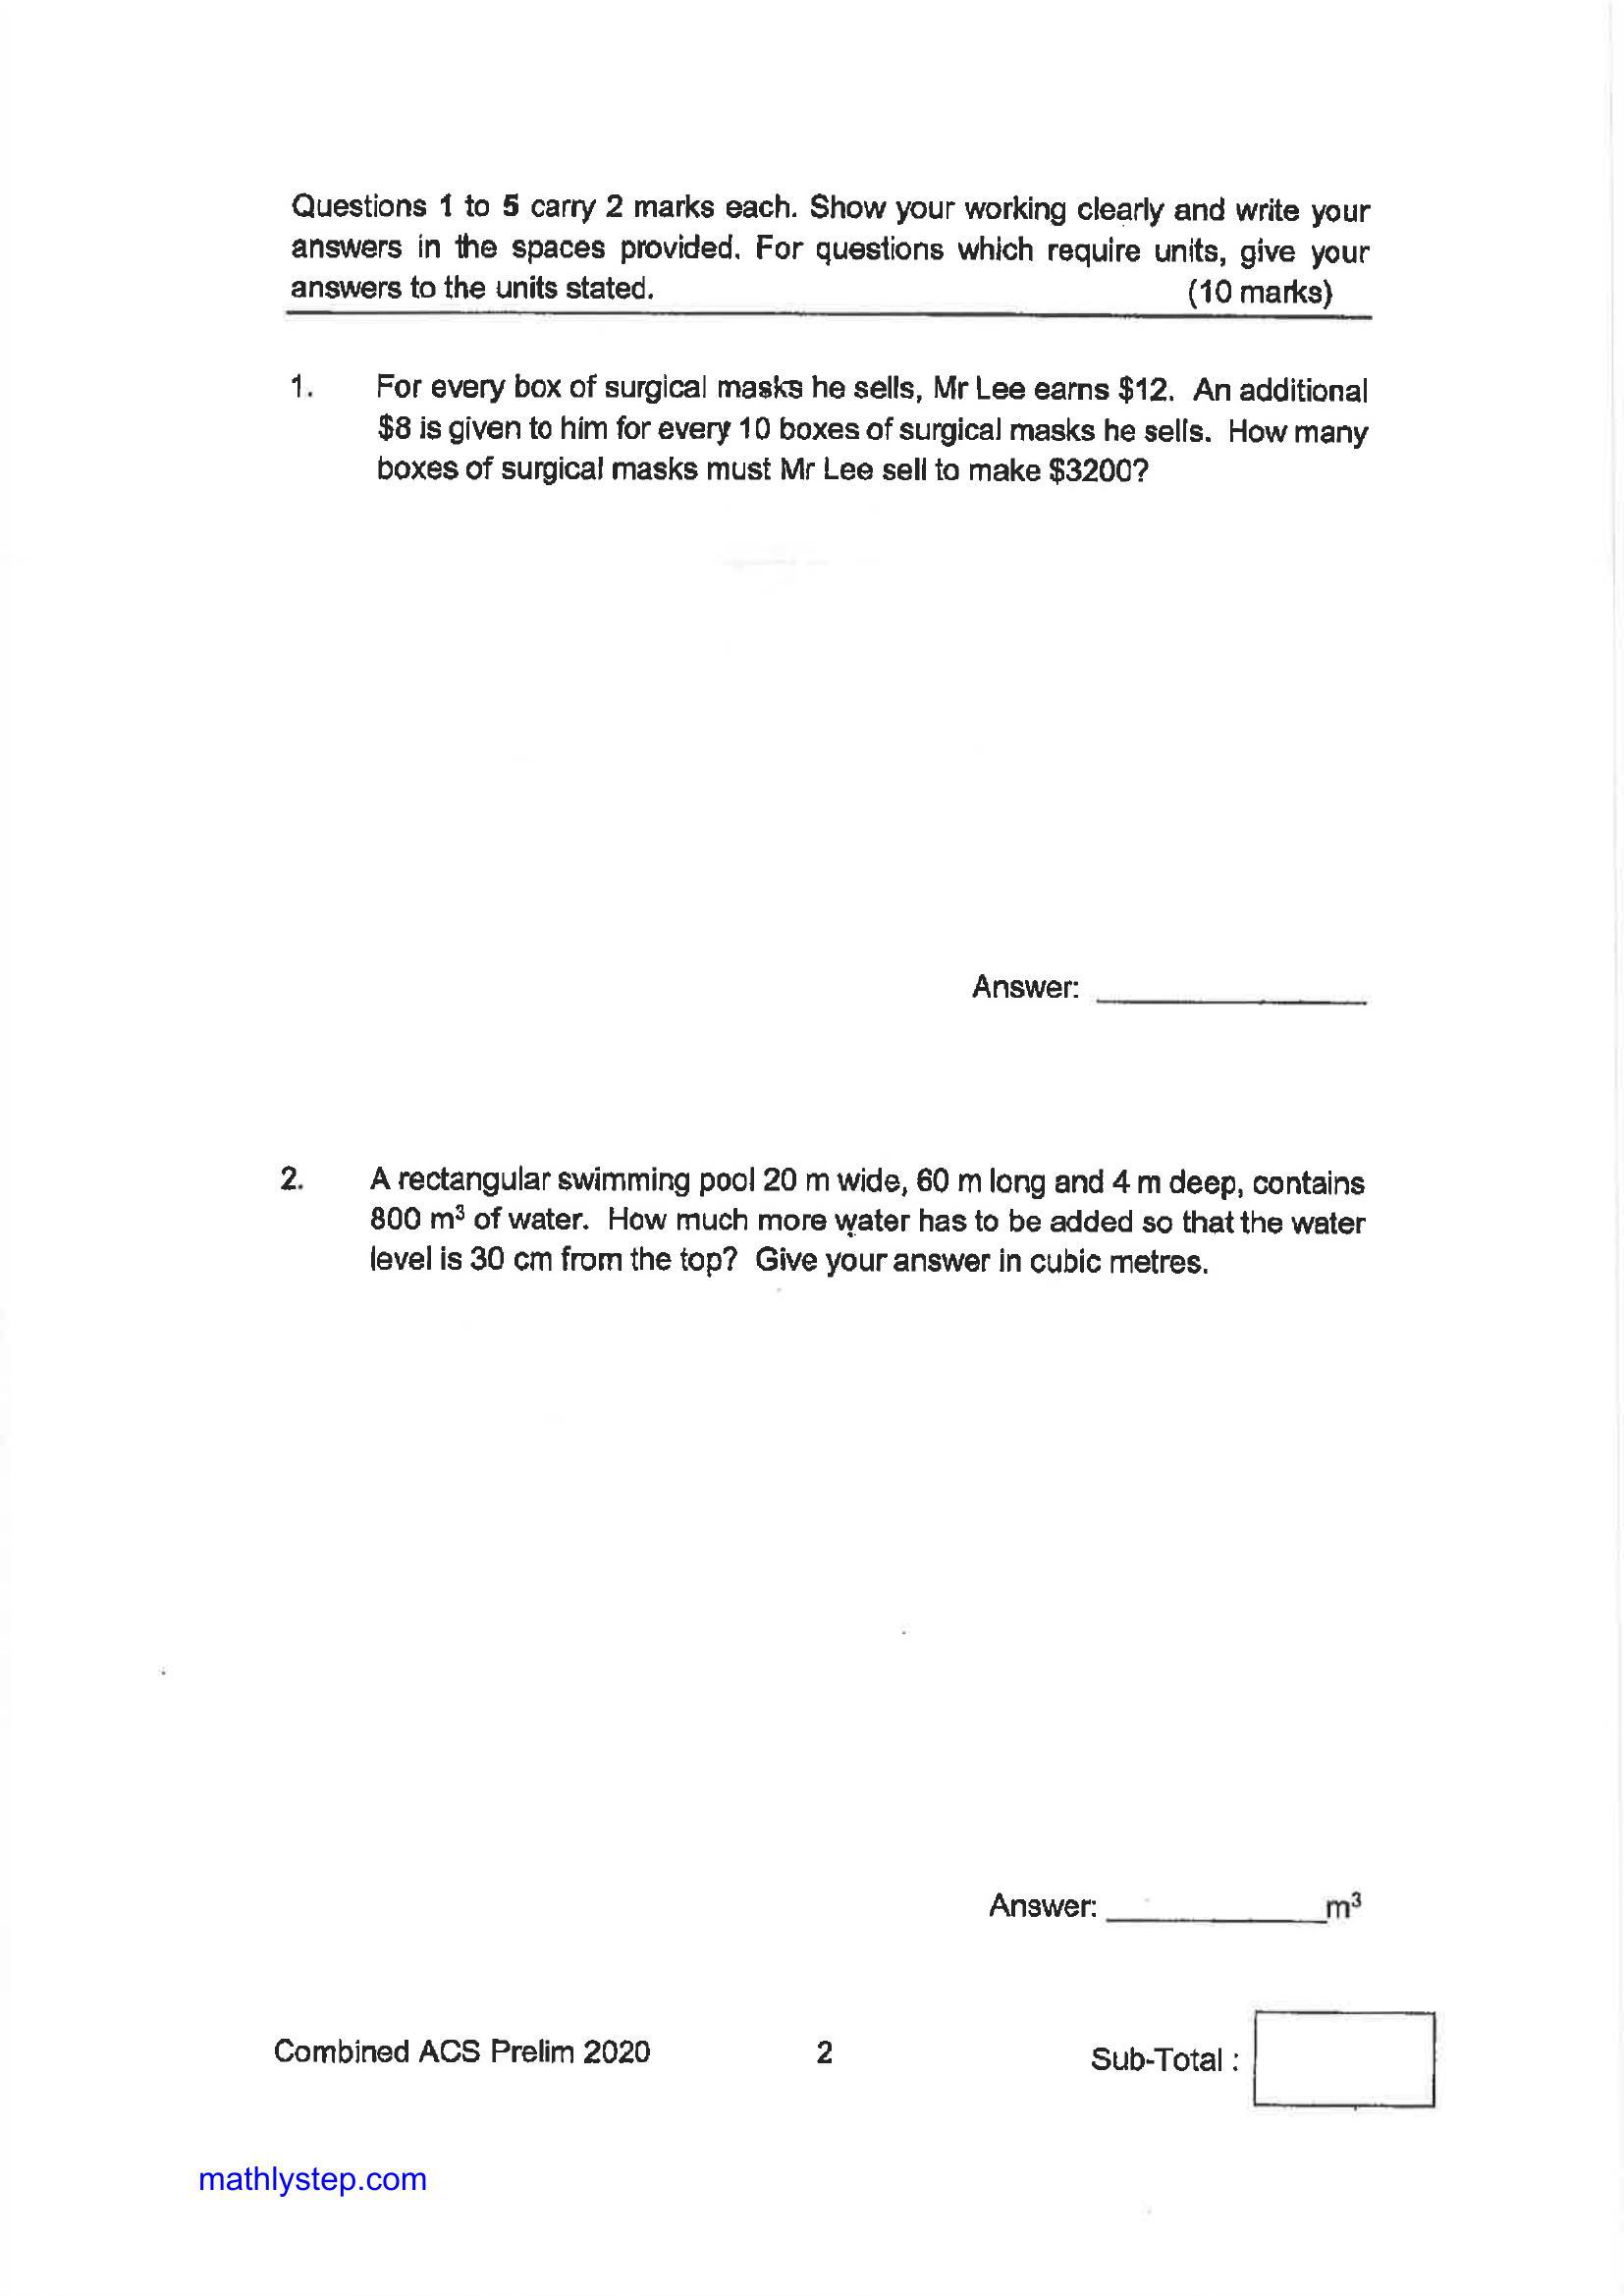 Questions 1 to 5 carry 2 marks each. Show your working clearly and write your
answers in the spaces provided. For questions which require units, give your
answers to the units stated. (10 marks)
1. For every box of surgical masks he sells, Mr Lee earns $12. An additional
$8 is given to him for every 10 boxes of surgical masks he sells. How many
boxes of surgical masks must Mr Lee sell to make $3200?
Answer: ____________
2. A rectangular swimming pool 20 m wide, 60 m long and 4 m deep, contains
800 m³ of water. How much more water has to be added so that the water
level is 30 cm from the top? Give your answer in cubic metres.
Answer: ____________m³
Combined ACS Prelim 2020 2 Sub-Total :
mathlystep.com